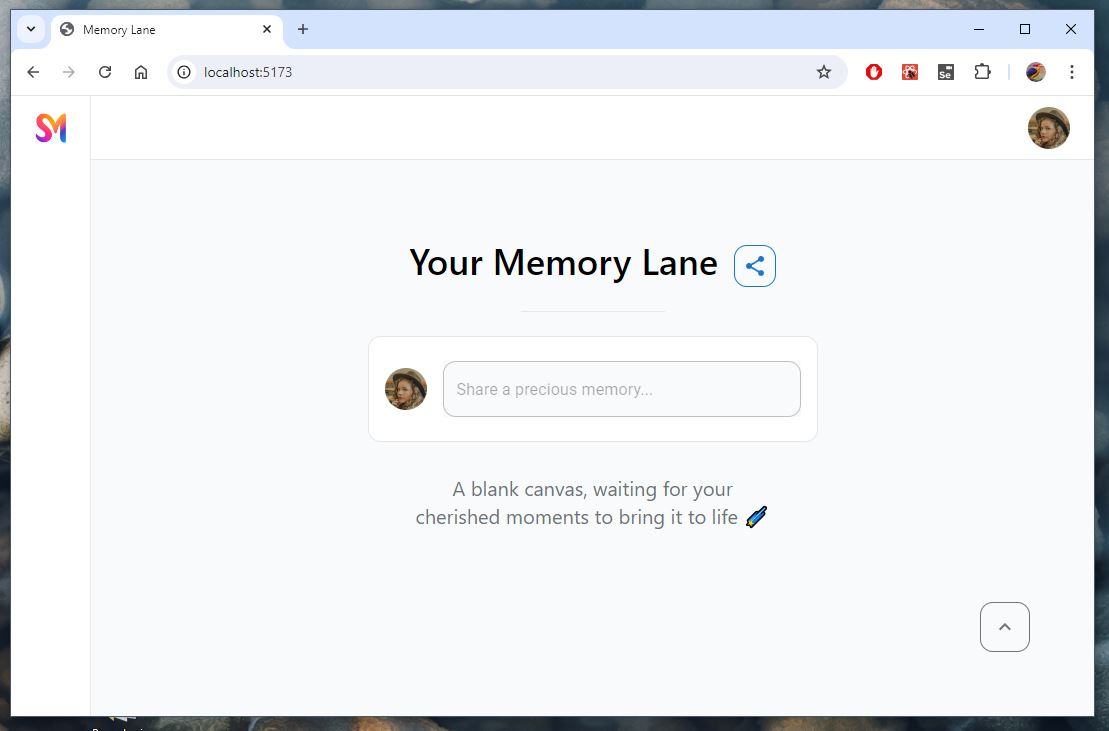 Memory Lane
localhost:5173
Se
SM
Your Memory Lane
Share a precious memory...
A blank canvas, waiting for your
cherished moments to bring it to life